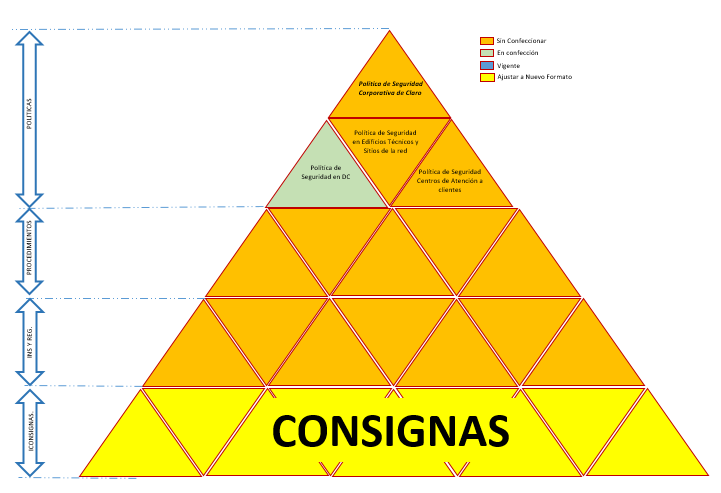 Sin Confeccionar
En confección
Vigente
Ajustar a Nuevo Formato
Política de Seguridad
Corporativa de Claro
Política de Seguridad
en Edificios Técnicos y
Sitios de la red
Política de
Seguridad en DC
Política de Seguridad
Centros de Atención a
clientes
POLITICAS
PROCEDIMIENTOS
INS Y REG.
ICONSIGNAS.
CONSIGNAS